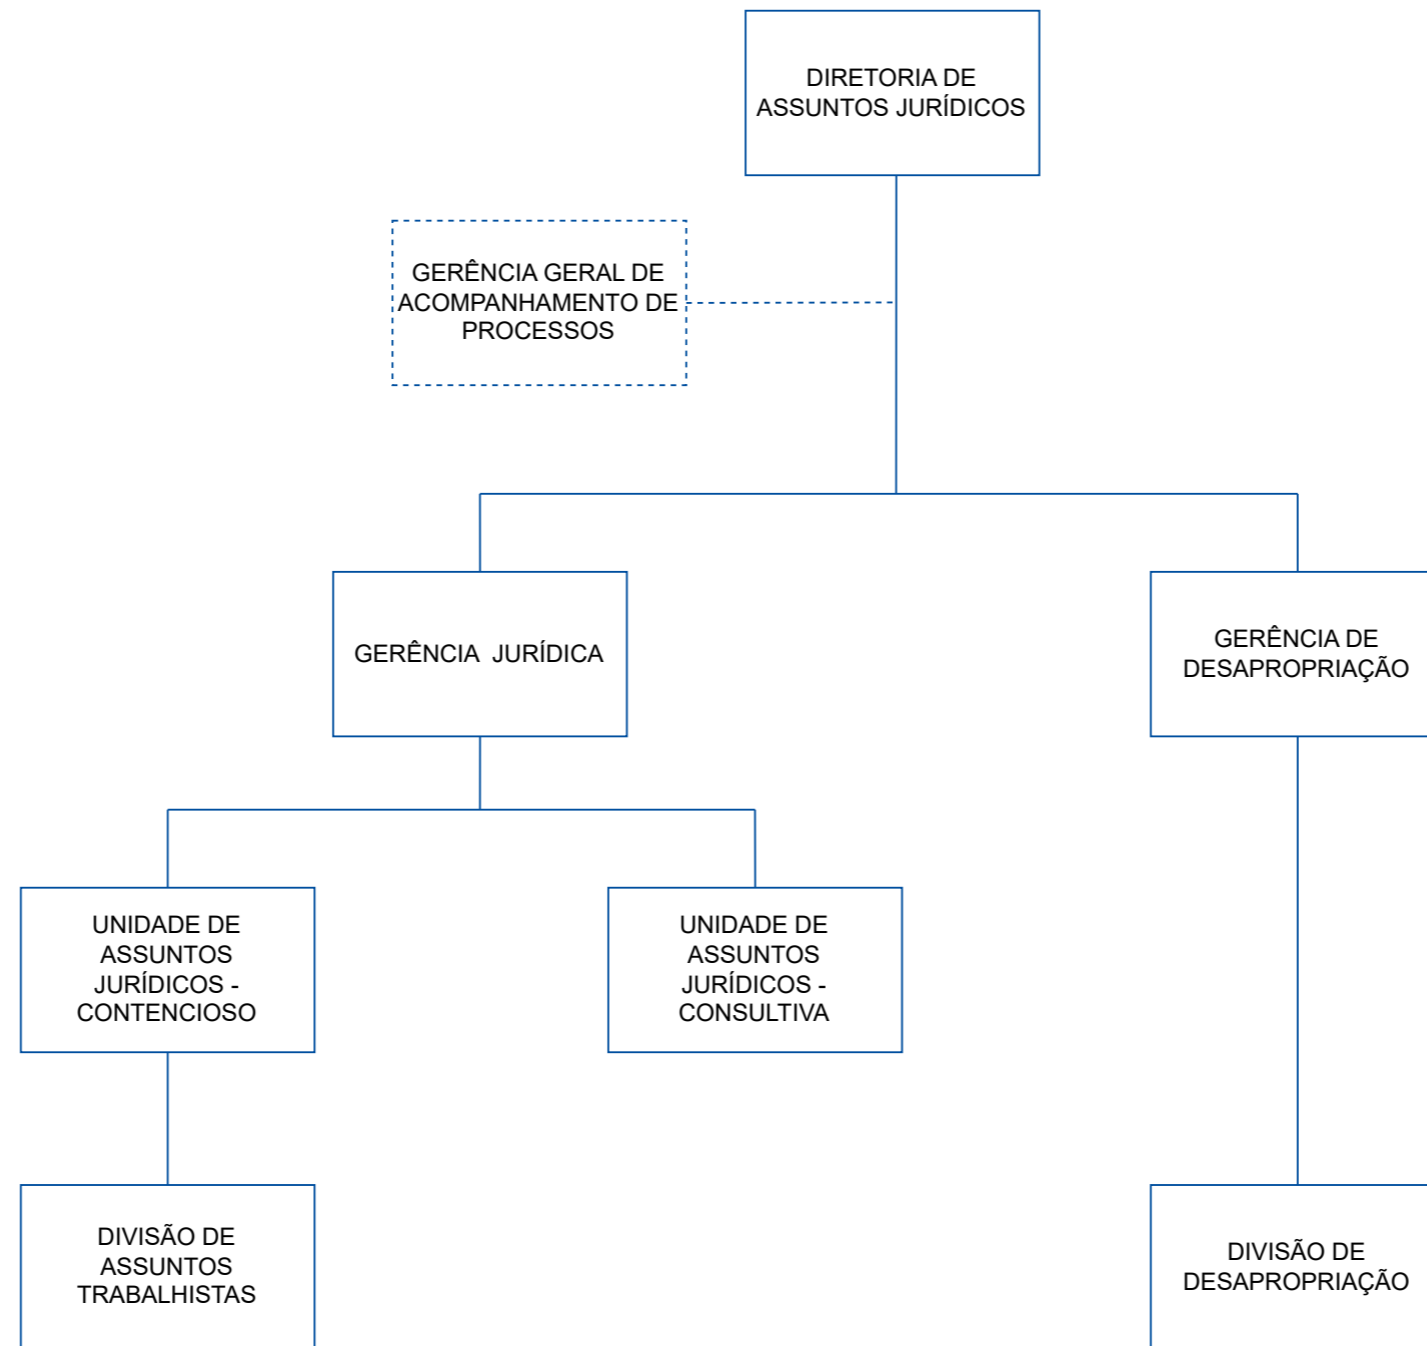 DIRETORIA DE
ASSUNTOS JURÍDICOS
GERÊNCIA GERAL DE
ACOMPANHAMENTO DE
PROCESSOS
GERÊNCIA  JURÍDICA
GERÊNCIA DE
DESAPROPRIAÇÃO
UNIDADE DE
ASSUNTOS
JURÍDICOS -
CONTENCIOSO
UNIDADE DE
ASSUNTOS
JURÍDICOS -
CONSULTIVA
DIVISÃO DE
ASSUNTOS
TRABALHISTAS
DIVISÃO DE
DESAPROPRIAÇÃO